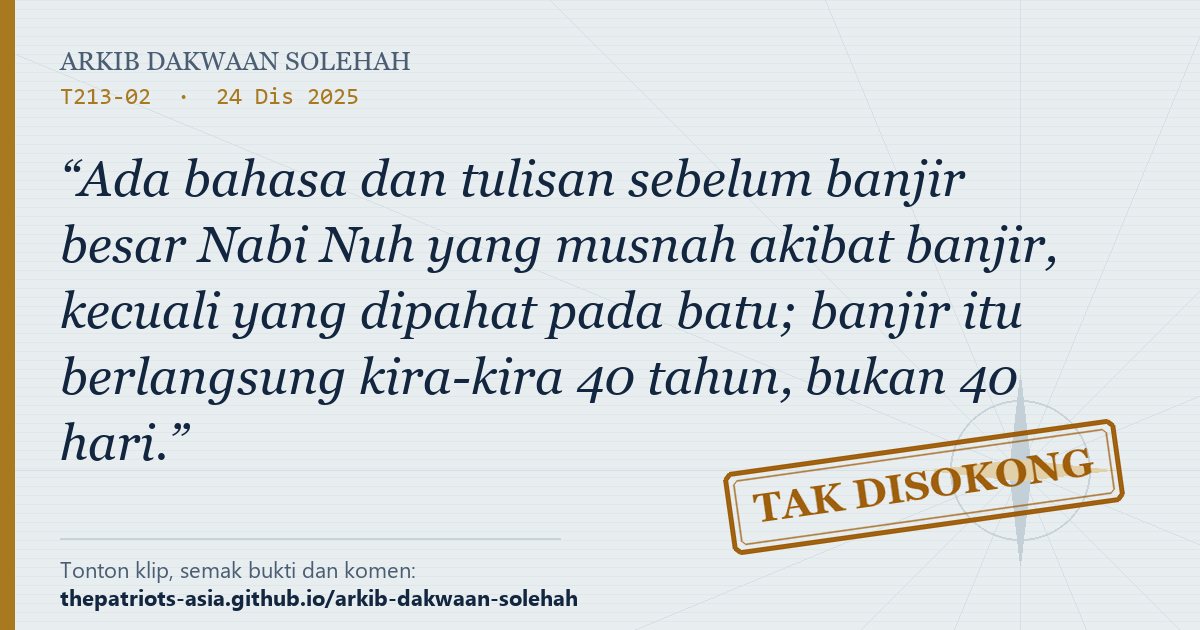 ARKIB DAKWAAN SOLEHAH
T213-02 · 24 Dis 2025
“Ada bahasa dan tulisan sebelum banjir
besar Nabi Nuh yang musnah akibat banjir,
kecuali yang dipahat pada batu; banjir itu
berlangsung kira-kira 40 tahun, bukan 40
hari.”
TAK DISOKONG
Tonton klip, semak bukti dan komen:
thepatriots-asia.github.io/arkib-dakwaan-solehah